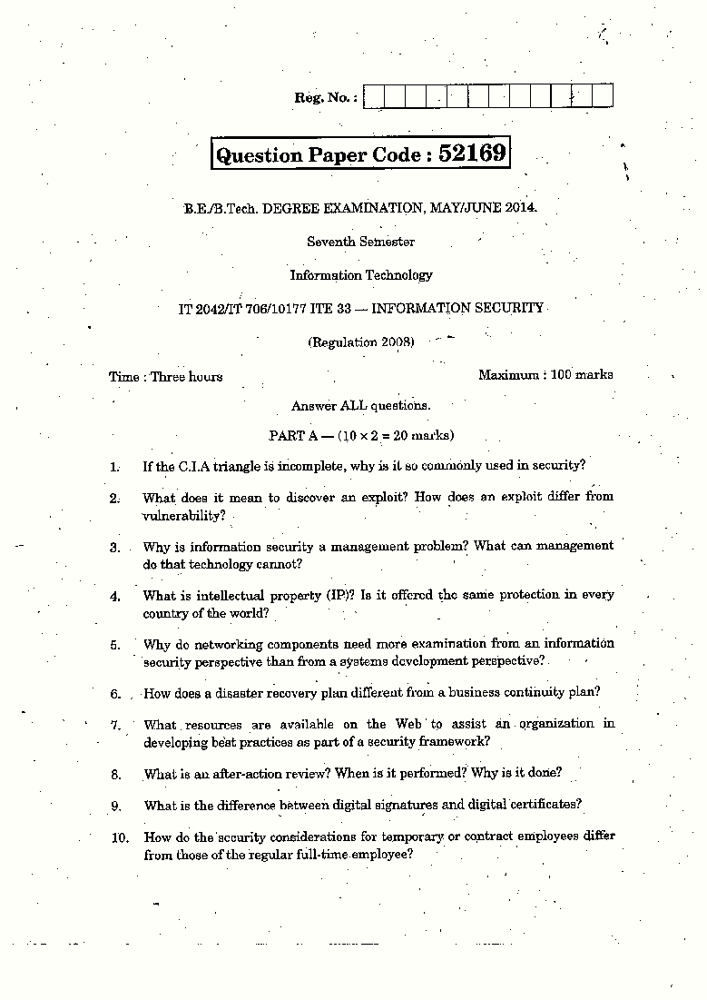 Reg. No. :
Question Paper Code : 52169
B.E./B.Tech. DEGREE EXAMINATION, MAY/JUNE 2014.
Seventh Semester
Information Technology
IT 2042/IT 706/10177 ITE 33 — INFORMATION SECURITY
(Regulation 2008)
Time : Three hours Maximum : 100 marks
Answer ALL questions.
PART A — (10 × 2 = 20 marks)
1. If the C.I.A triangle is incomplete, why is it so commonly used in security?
2. What does it mean to discover an exploit? How does an exploit differ from
vulnerability?
3. Why is information security a management problem? What can management
do that technology cannot?
4. What is intellectual property (IP)? Is it offered the same protection in every
country of the world?
5. Why do networking components need more examination from an information
security perspective than from a systems development perspective?
6. How does a disaster recovery plan different from a business continuity plan?
7. What resources are available on the Web to assist an organization in
developing best practices as part of a security framework?
8. What is an after-action review? When is it performed? Why is it done?
9. What is the difference between digital signatures and digital certificates?
10. How do the security considerations for temporary or contract employees differ
from those of the regular full-time employee?